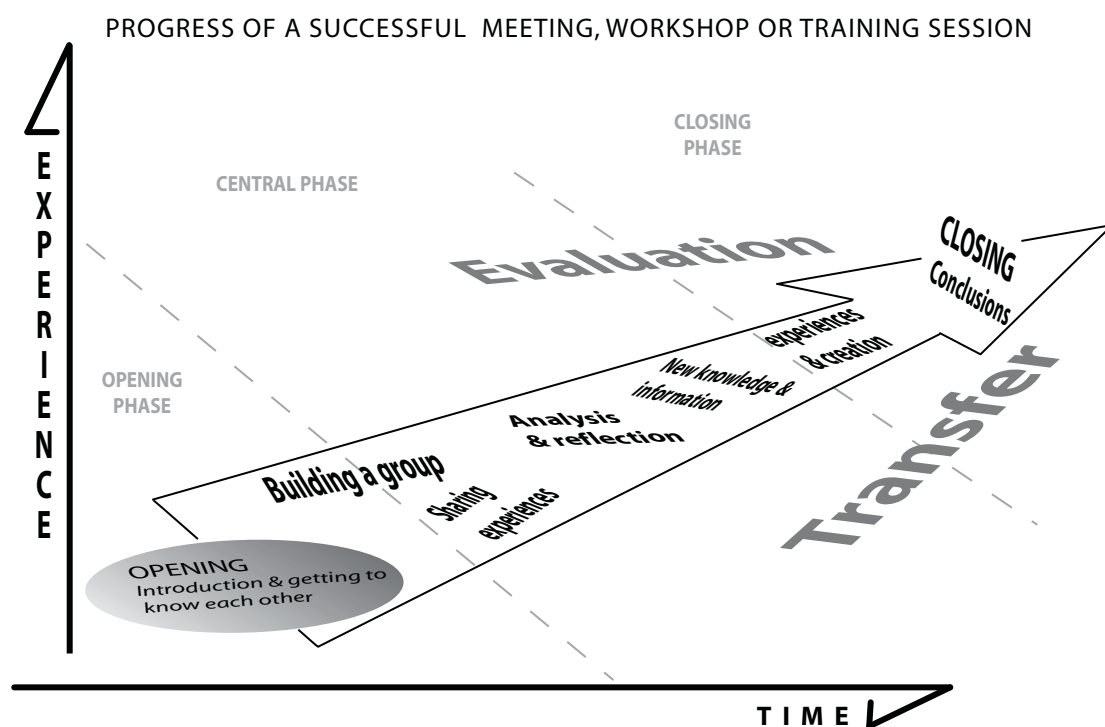 PROGRESS OF A SUCCESSFUL MEETING, WORKSHOP OR TRAINING SESSION
EXPERIENCE
OPENING
PHASE
CENTRAL PHASE
CLOSING
PHASE
Evaluation
Transfer
OPENING
Introduction & getting to
know each other
Building a group
Sharing
experiences
Analysis
& reflection
New knowledge &
information
experiences
& creation
CLOSING
Conclusions
TIME